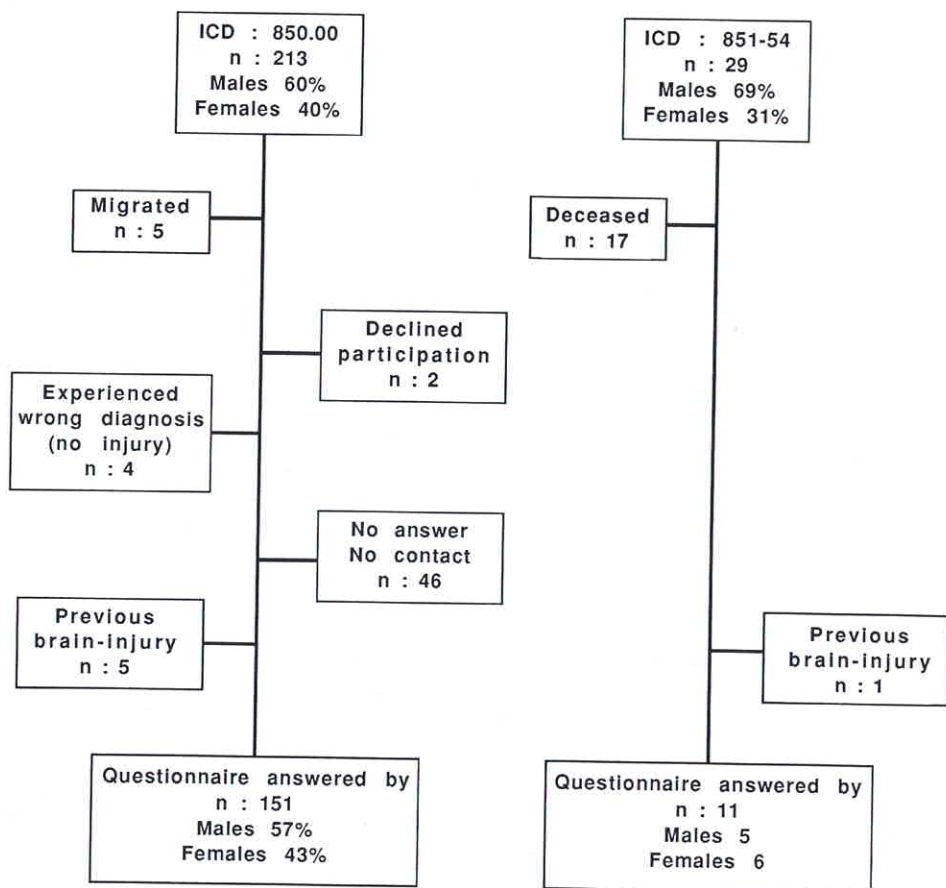 ICD : 850.00
n : 213
Males 60%
Females 40%
ICD : 851-54
n : 29
Males 69%
Females 31%
Migrated
n : 5
Deceased
n : 17
Declined
participation
n : 2
Experienced
wrong diagnosis
(no injury)
n : 4
No answer
No contact
n : 46
Previous
brain-injury
n : 5
Previous
brain-injury
n : 1
Questionnaire answered by
n : 151
Males 57%
Females 43%
Questionnaire answered by
n : 11
Males 5
Females 6